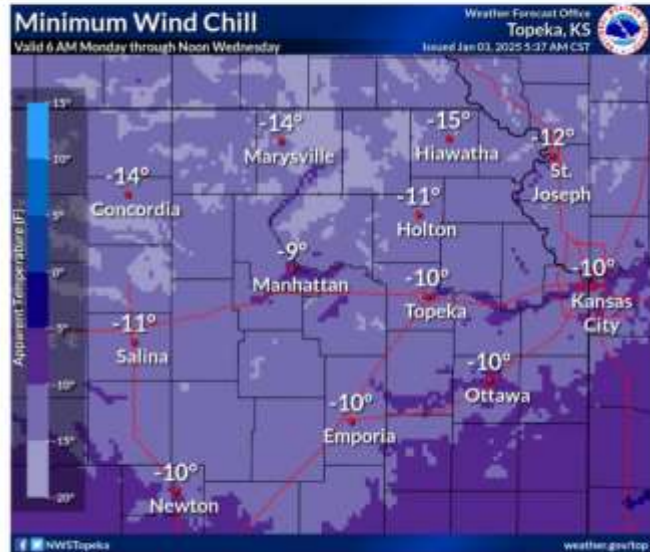 Minimum Wind Chill
Valid 6 AM Monday through Noon Wednesday
Weather Forecast Office
Topeka, KS
Issued Jan 03, 2025 5:37 AM CST
Apparent Temperature (F)
15°
10°
5°
0°
-5°
-10°
-15°
-20°
-14°
Marysville
-15°
Hiawatha
-12°
St.
Joseph
-14°
Concordia
-11°
Holton
-9°
Manhattan
-10°
Topeka
-10°
Kansas
City
-11°
Salina
-10°
Ottawa
-10°
Emporia
-10°
Newton
NWSTopeka
weather.gov/top